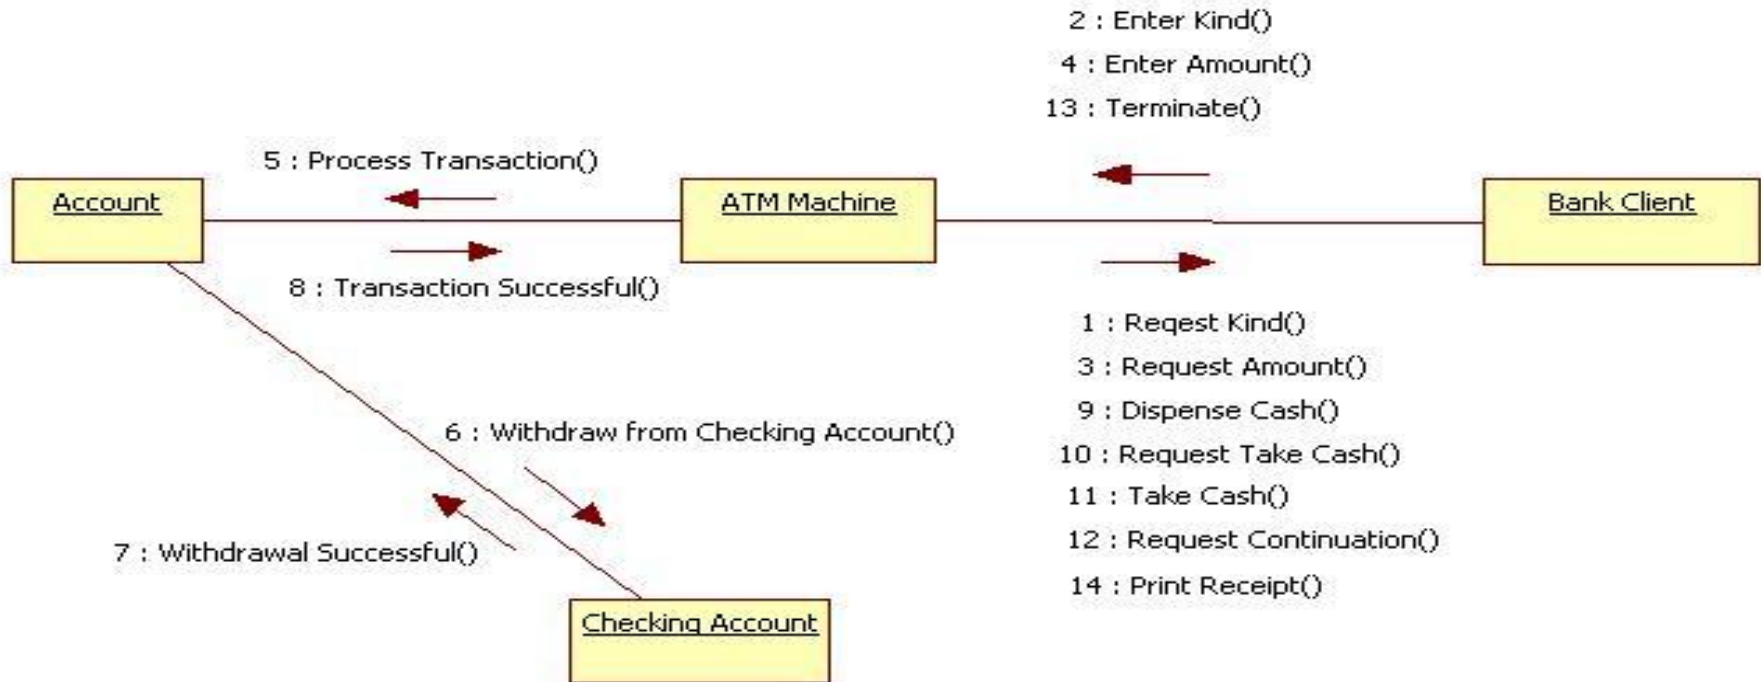 2 : Enter Kind()
4 : Enter Amount()
13 : Terminate()
5 : Process Transaction()
Account
ATM Machine
Bank Client
8 : Transaction Successful()
1 : Reqest Kind()
3 : Request Amount()
9 : Dispense Cash()
10 : Request Take Cash()
11 : Take Cash()
12 : Request Continuation()
14 : Print Receipt()
6 : Withdraw from Checking Account()
7 : Withdrawal Successful()
Checking Account